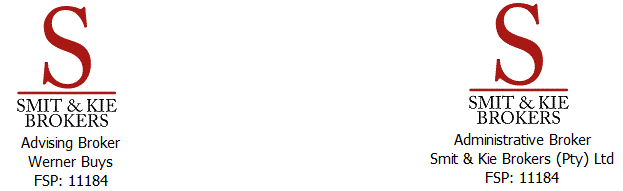 S
SMIT & KIE
BROKERS
Advising Broker
Werner Buys
FSP: 11184
S
SMIT & KIE
BROKERS
Administrative Broker
Smit & Kie Brokers (Pty) Ltd
FSP: 11184